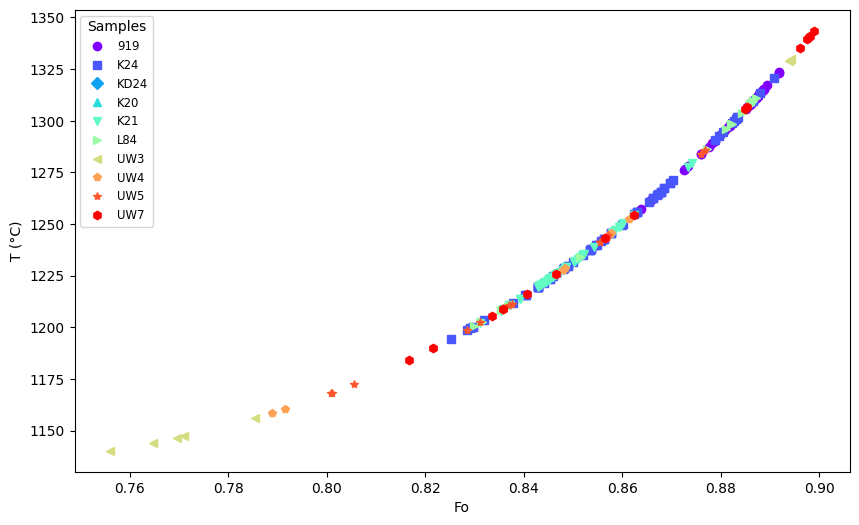 1350
1325
1300
1275
1250
1225
1200
1175
1150
T (°C)
Samples
919
K24
KD24
K20
K21
L84
UW3
UW4
UW5
UW7
0.76 0.78 0.80 0.82 0.84 0.86 0.88 0.90
Fo